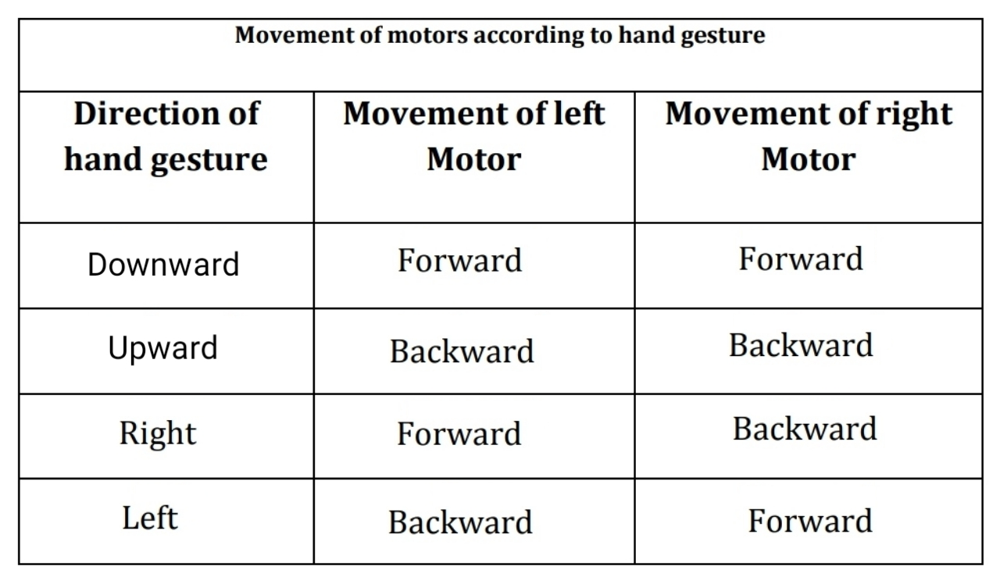 Movement of motors according to hand gesture
Direction of
hand gesture
Movement of left
Motor
Movement of right
Motor
Downward
Forward
Forward
Upward
Backward
Backward
Right
Forward
Backward
Left
Backward
Forward